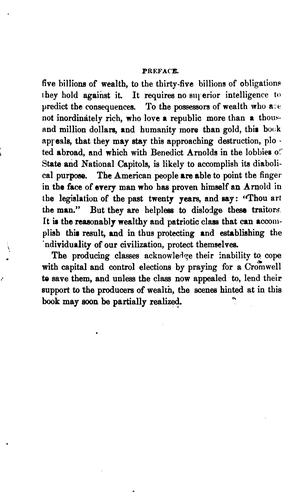 PREFACE.
five billions of wealth, to the thirty-five billions of obligations
they hold against it. It requires no superior intelligence to
predict the consequences. To the possessors of wealth who are
not inordinately rich, who love a republic more than a thous-
and million dollars, and humanity more than gold, this book
appeals, that they may stay this approaching destruction, plo-
ted abroad, and which with Benedict Arnolds in the lobbies of
State and National Capitols, is likely to accomplish its diaboli-
cal purpose. The American people are able to point the finger
in the face of every man who has proven himself an Arnold in
the legislation of the past twenty years, and say: "Thou art
the man." But they are helpless to dislodge these traitors.
It is the reasonably wealthy and patriotic class that can accom-
plish this result, and in thus protecting and establishing the
individuality of our civilization, protect themselves.
The producing classes acknowledge their inability to cope
with capital and control elections by praying for a Cromwell
to save them, and unless the class now appealed to, lend their
support to the producers of wealth, the scenes hinted at in this
book may soon be partially realized.